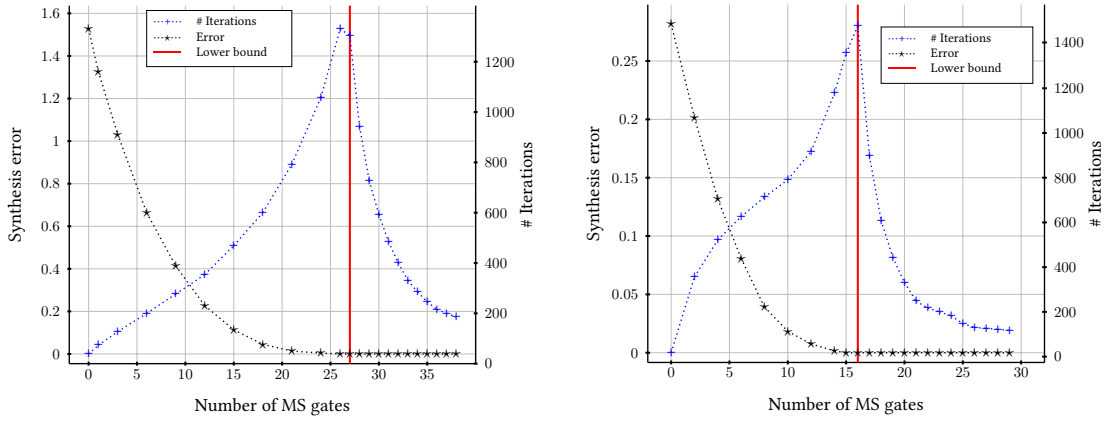 # Iterations
Error
Lower bound
1.6
1.4
1.2
1
0.8
0.6
0.4
0.2
0
Synthesis error
1200
1000
800
600
400
200
0
# Iterations
0 5 10 15 20 25 30 35
Number of MS gates
# Iterations
Error
Lower bound
0.25
0.2
0.15
0.1
0.05
0
Synthesis error
1400
1200
1000
800
600
400
200
0
# Iterations
0 5 10 15 20 25 30
Number of MS gates